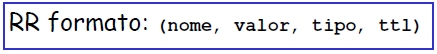 RR formato: (nome, valor, tipo, ttl)